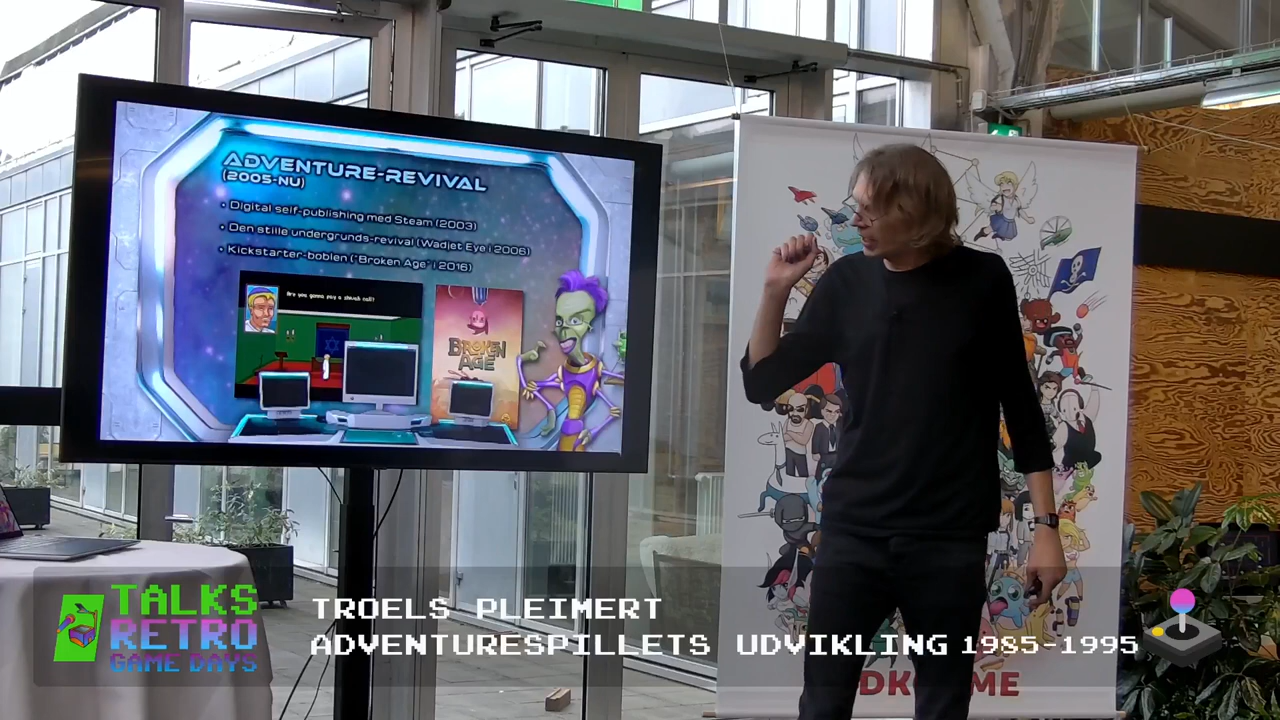 ADVENTURE-REVIVAL
(2005-NU)
• Digital self-publishing med Steam (2003)
• Den stille undergrunds-revival (Wadjet Eye i 2006)
• Kickstarter-boblen ("Broken Age" i 2016)
Are you gonna pay a shivah call?
BROKEN
AGE
TALKS
RETRO
GAME DAYS
TROELS PLEIMERT
ADVENTURESPILLETS UDVIKLING 1985-1995